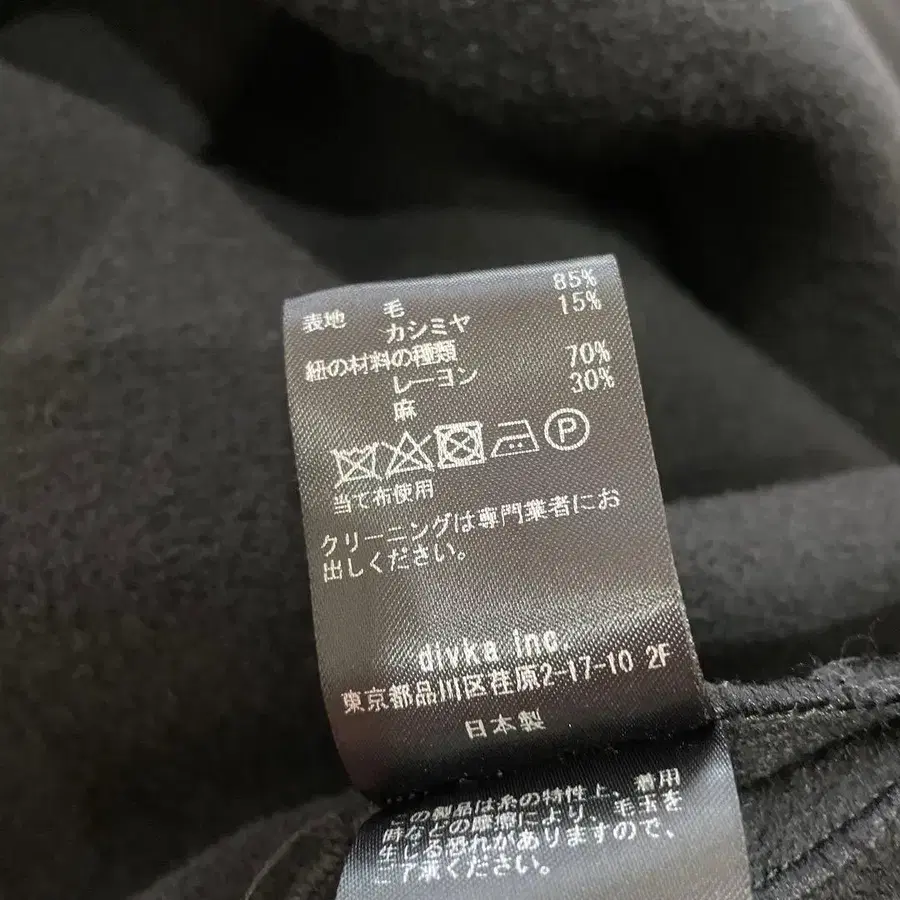 表地 毛 85%
カシミヤ 15%
紐の材料の種類
レーヨン 70%
麻 30%
P
当て布使用
クリーニングは専門業者にお
出しください。
divka inc.
東京都品川区荏原2-17-10 2F
日本製
この製品は糸の特性上、着用
時などの摩擦により、毛玉を
生じる恐れがありますので、
ご了承ください。